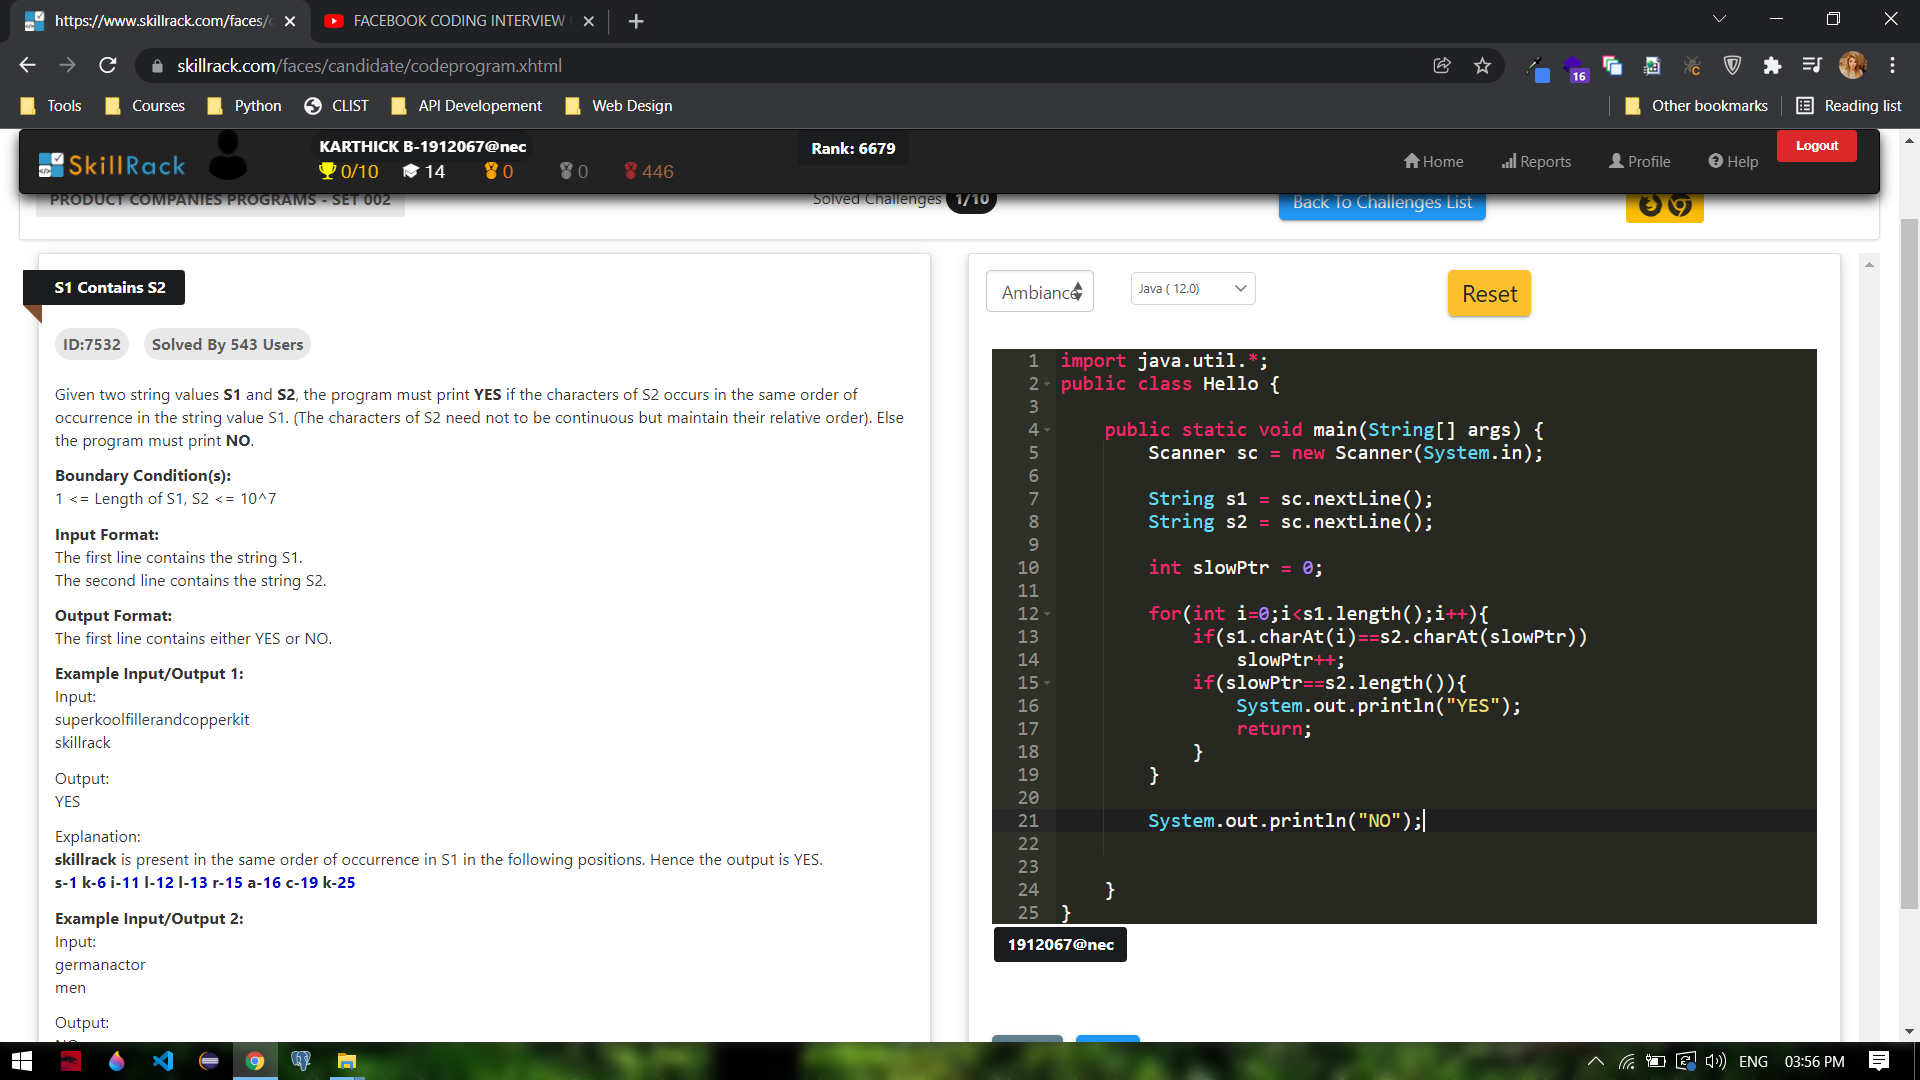 https://www.skillrack.com/faces/c
FACEBOOK CODING INTERVIEW
skillrack.com/faces/candidate/codeprogram.xhtml
16
Tools
Courses
Python
CLIST
API Developement
Web Design
Other bookmarks
Reading list
SkillRack
KARTHICK B-1912067@nec
0/10
14
0
0
446
Rank: 6679
Home
Reports
Profile
Help
Logout
PRODUCT COMPANIES PROGRAMS - SET 002
Solved Challenges 1/10
Back To Challenges List
S1 Contains S2
ID:7532
Solved By 543 Users
Given two string values S1 and S2, the program must print YES if the characters of S2 occurs in the same order of
occurrence in the string value S1. (The characters of S2 need not to be continuous but maintain their relative order). Else
the program must print NO.
Boundary Condition(s):
1 <= Length of S1, S2 <= 10^7
Input Format:
The first line contains the string S1.
The second line contains the string S2.
Output Format:
The first line contains either YES or NO.
Example Input/Output 1:
Input:
superkoolfillerandcopperkit
skillrack
Output:
YES
Explanation:
skillrack is present in the same order of occurrence in S1 in the following positions. Hence the output is YES.
s-1 k-6 i-11 l-12 l-13 r-15 a-16 c-19 k-25
Example Input/Output 2:
Input:
germanactor
men
Output:
Ambiance
Java ( 12.0)
Reset
1 import java.util.*;
2 public class Hello {
3
4 public static void main(String[] args) {
5 Scanner sc = new Scanner(System.in);
6
7 String s1 = sc.nextLine();
8 String s2 = sc.nextLine();
9
10 int slowPtr = 0;
11
12 for(int i=0;i<s1.length();i++){
13 if(s1.charAt(i)==s2.charAt(slowPtr))
14 slowPtr++;
15 if(slowPtr==s2.length()){
16 System.out.println("YES");
17 return;
18 }
19 }
20
21 System.out.println("NO");
22
23
24 }
25 }
1912067@nec
ENG
03:56 PM